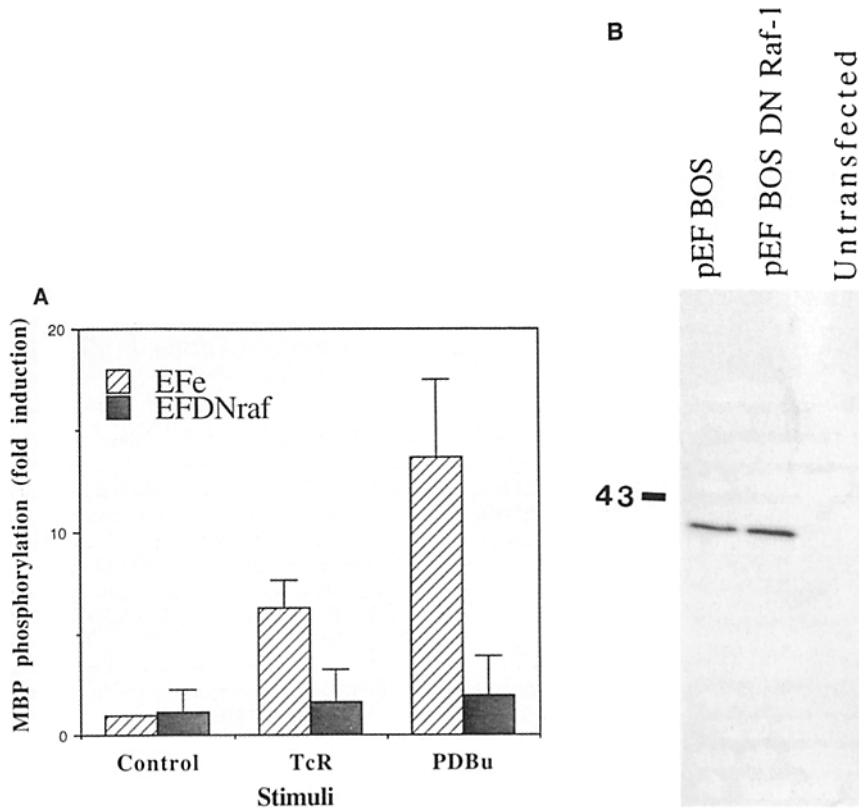 A
MBP phosphorylation (fold induction)
20
10
0
EFe
EFDNraf
Control TcR PDBu
Stimuli
B
pEF BOS
pEF BOS DN Raf-1
Untransfected
43